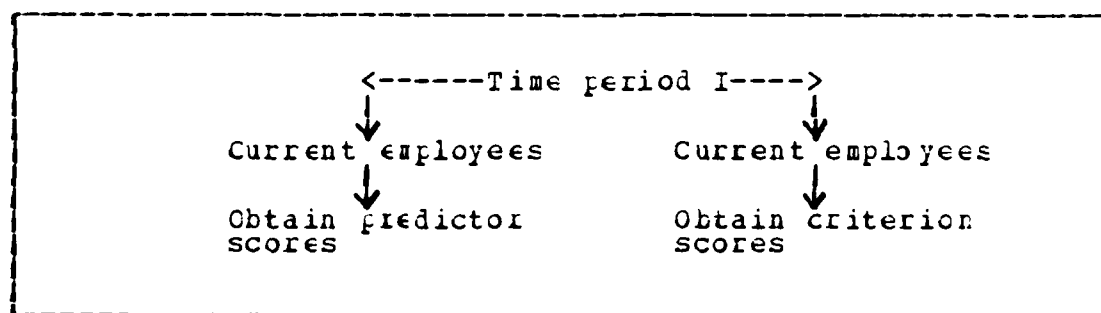 <------Time period I---->
Current employees Current employees
Obtain predictor Obtain criterion
scores scores